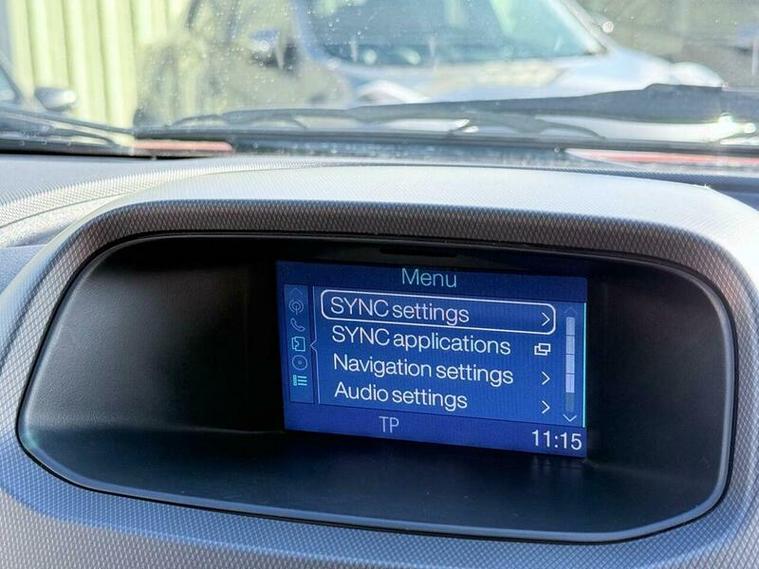 Menu
SYNC settings
SYNC applications
Navigation settings
Audio settings
TP
11:15